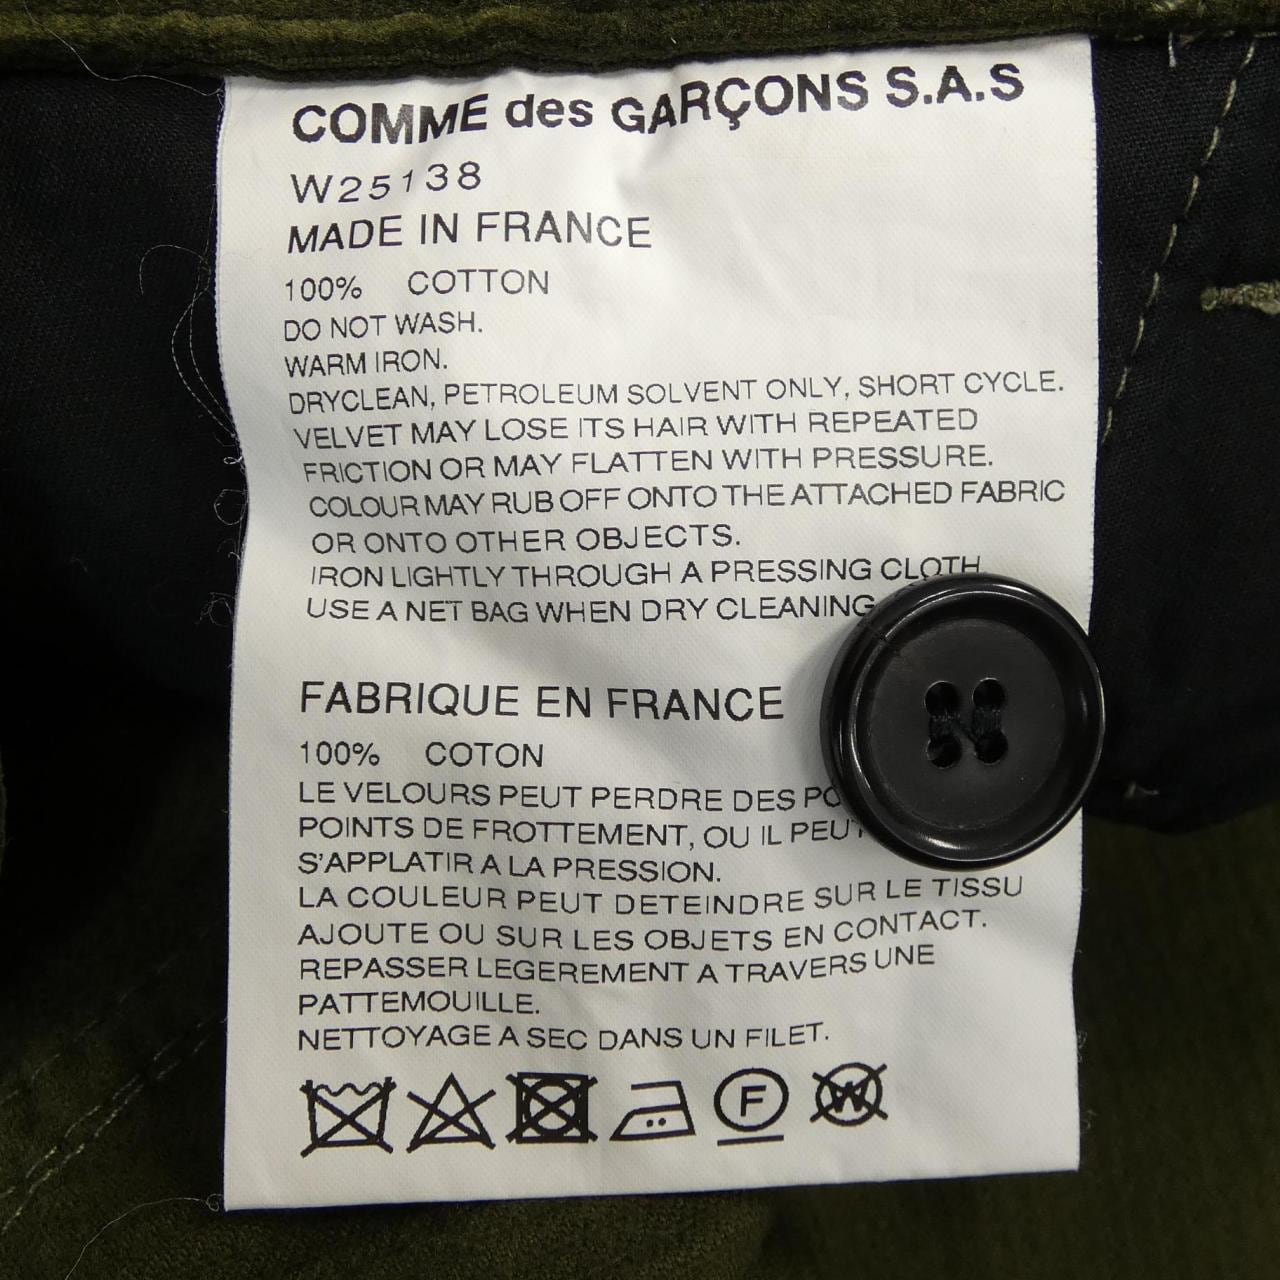 COMME des GARÇONS S.A.S
W25138
MADE IN FRANCE
100% COTTON
DO NOT WASH.
WARM IRON.
DRYCLEAN, PETROLEUM SOLVENT ONLY, SHORT CYCLE.
VELVET MAY LOSE ITS HAIR WITH REPEATED
FRICTION OR MAY FLATTEN WITH PRESSURE.
COLOUR MAY RUB OFF ONTO THE ATTACHED FABRIC
OR ONTO OTHER OBJECTS.
IRON LIGHTLY THROUGH A PRESSING CLOTH
USE A NET BAG WHEN DRY CLEANING
FABRIQUE EN FRANCE
100% COTON
LE VELOURS PEUT PERDRE DES
POINTS DE FROTTEMENT, OU IL PEUT
S'APPLATIR A LA PRESSION.
LA COULEUR PEUT DETEINDRE SUR LE TISSU
AJOUTE OU SUR LES OBJETS EN CONTACT.
REPASSER LEGEREMENT A TRAVERS UNE
PATTEMOUILLE.
NETTOYAGE A SEC DANS UN FILET.
F W